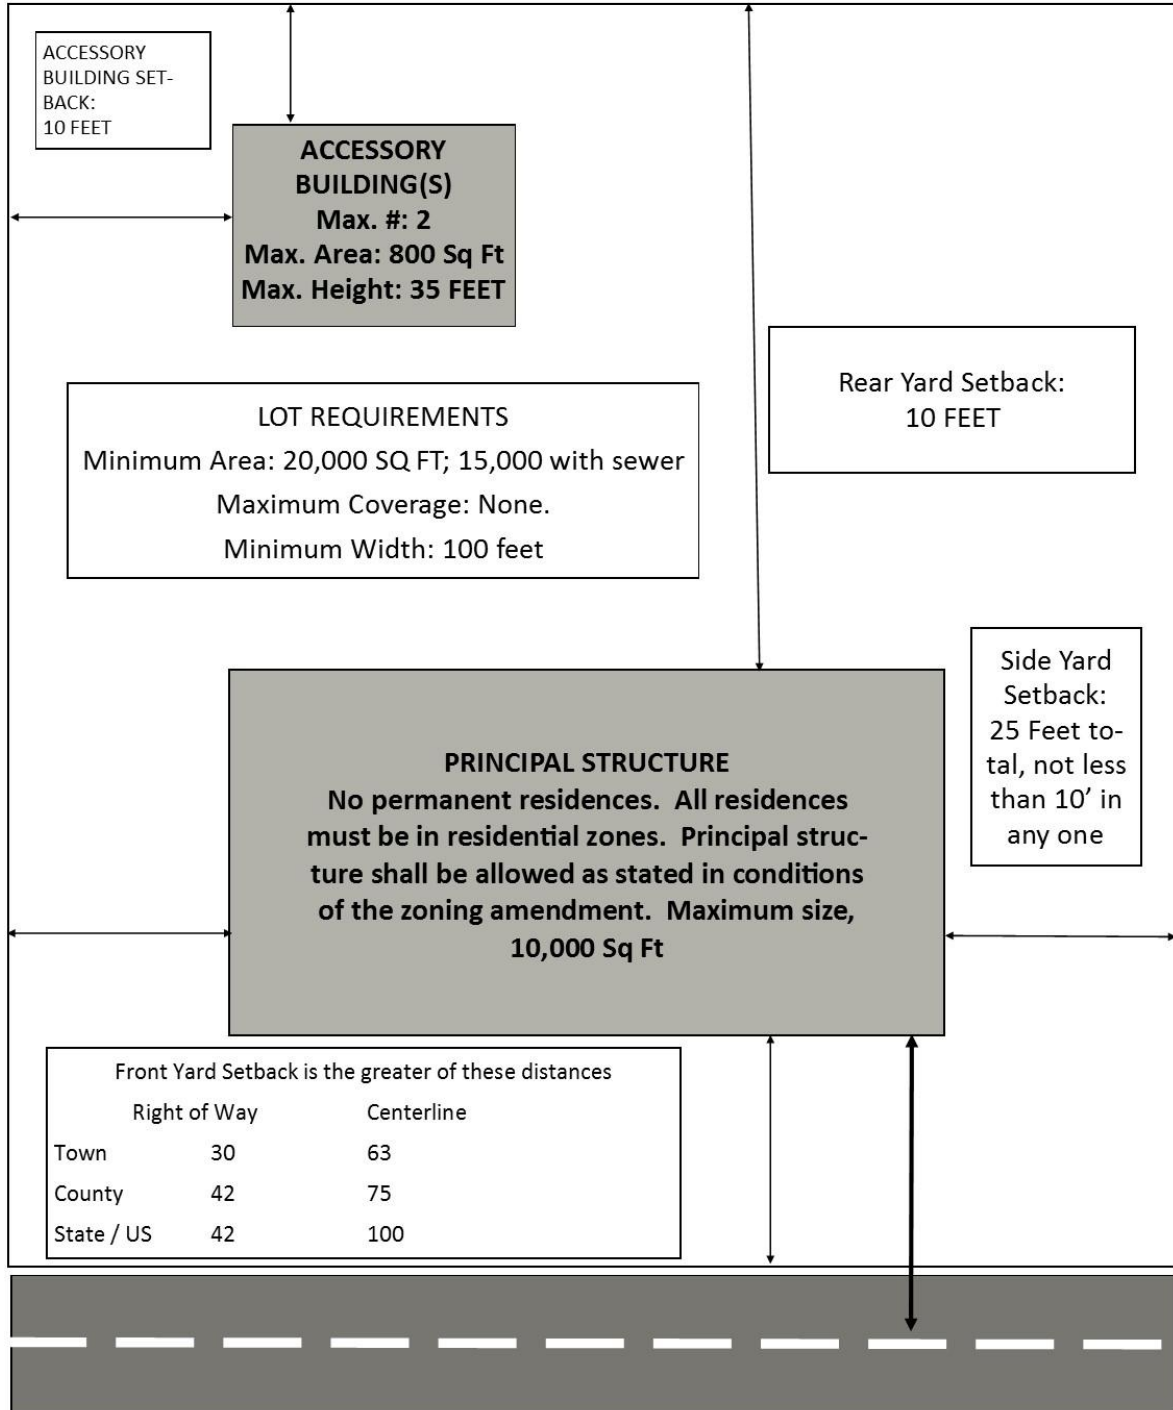 ACCESSORY
BUILDING SET-
BACK:
10 FEET
ACCESSORY
BUILDING(S)
Max. #: 2
Max. Area: 800 Sq Ft
Max. Height: 35 FEET
Rear Yard Setback:
10 FEET
LOT REQUIREMENTS
Minimum Area: 20,000 SQ FT; 15,000 with sewer
Maximum Coverage: None.
Minimum Width: 100 feet
Side Yard
Setback:
25 Feet to-
tal, not less
than 10’ in
any one
PRINCIPAL STRUCTURE
No permanent residences.  All residences
must be in residential zones.  Principal struc-
ture shall be allowed as stated in conditions
of the zoning amendment.  Maximum size,
10,000 Sq Ft
Front Yard Setback is the greater of these distances
Right of Way Centerline
Town 30 63
County 42 75
State / US 42 100